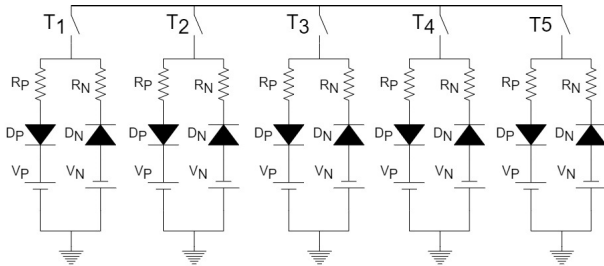 T1 T2 T3 T4 T5
RP RN RP RN RP RN RP RN RP RN
DP DN DP DN DP DN DP DN DP DN
VP VN VP VN VP VN VP VN VP VN